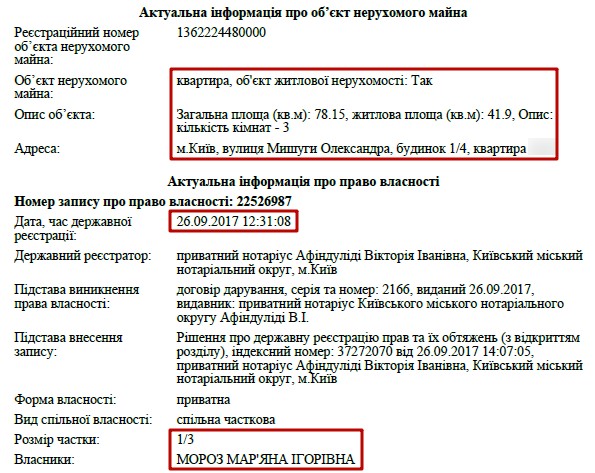 Актуальна інформація про об’єкт нерухомого майна
Реєстраційний номер об’єкта нерухомого майна: 1362224480000
Об’єкт нерухомого майна: квартира, об'єкт житлової нерухомості: Так
Опис об’єкта: Загальна площа (кв.м): 78.15, житлова площа (кв.м): 41.9, Опис: кількість кімнат - 3
Адреса: м.Київ, вулиця Мишуги Олександра, будинок 1/4, квартира
Актуальна інформація про право власності
Номер запису про право власності: 22526987
Дата, час державної реєстрації: 26.09.2017 12:31:08
Державний реєстратор: приватний нотаріус Афіндуліді Вікторія Іванівна, Київський міський нотаріальний округ, м.Київ
Підстава виникнення права власності: договір дарування, серія та номер: 2166, виданий 26.09.2017, видавник: приватний нотаріус Київського міського нотаріального округу Афіндуліді В.І.
Підстава внесення запису: Рішення про державну реєстрацію прав та їх обтяжень (з відкриттям розділу), індексний номер: 37272070 від 26.09.2017 14:07:05, приватний нотаріус Афіндуліді Вікторія Іванівна, Київський міський нотаріальний округ, м.Київ
Форма власності: приватна
Вид спільної власності: спільна часткова
Розмір частки: 1/3
Власники: МОРОЗ МАР'ЯНА ІГОРІВНА